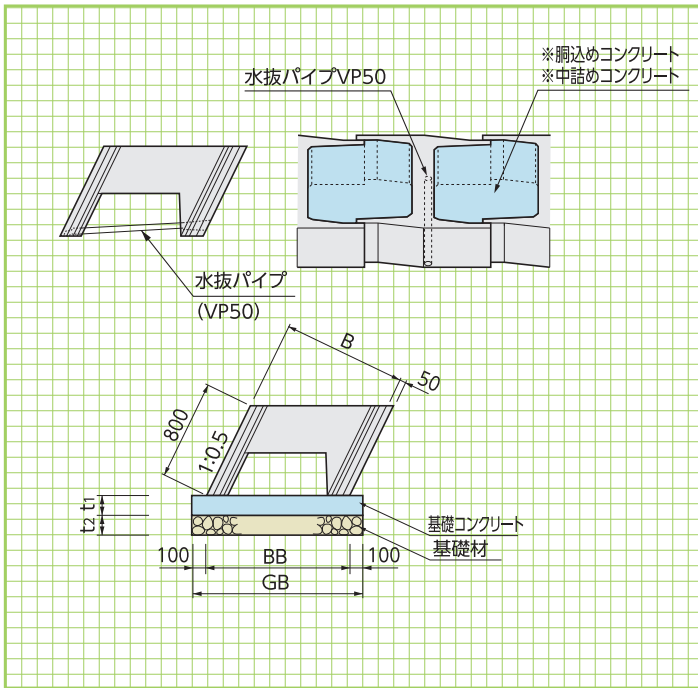 水抜パイプVP50
※胴込めコンクリート
※中詰めコンクリート
水抜パイプ
(VP50)
B
50
800
1:0.5
t1
t2
基礎コンクリート
基礎材
100
BB
100
GB